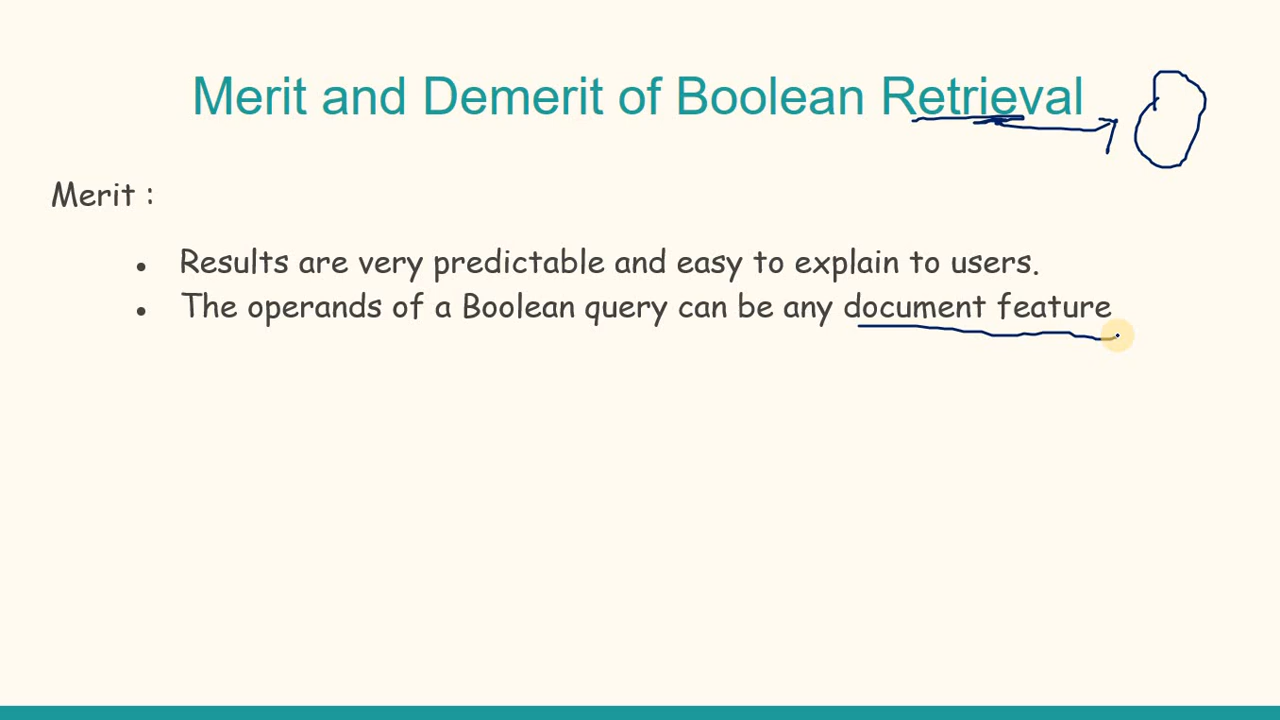 Merit and Demerit of Boolean Retrieval
Merit :
● Results are very predictable and easy to explain to users.
● The operands of a Boolean query can be any document feature